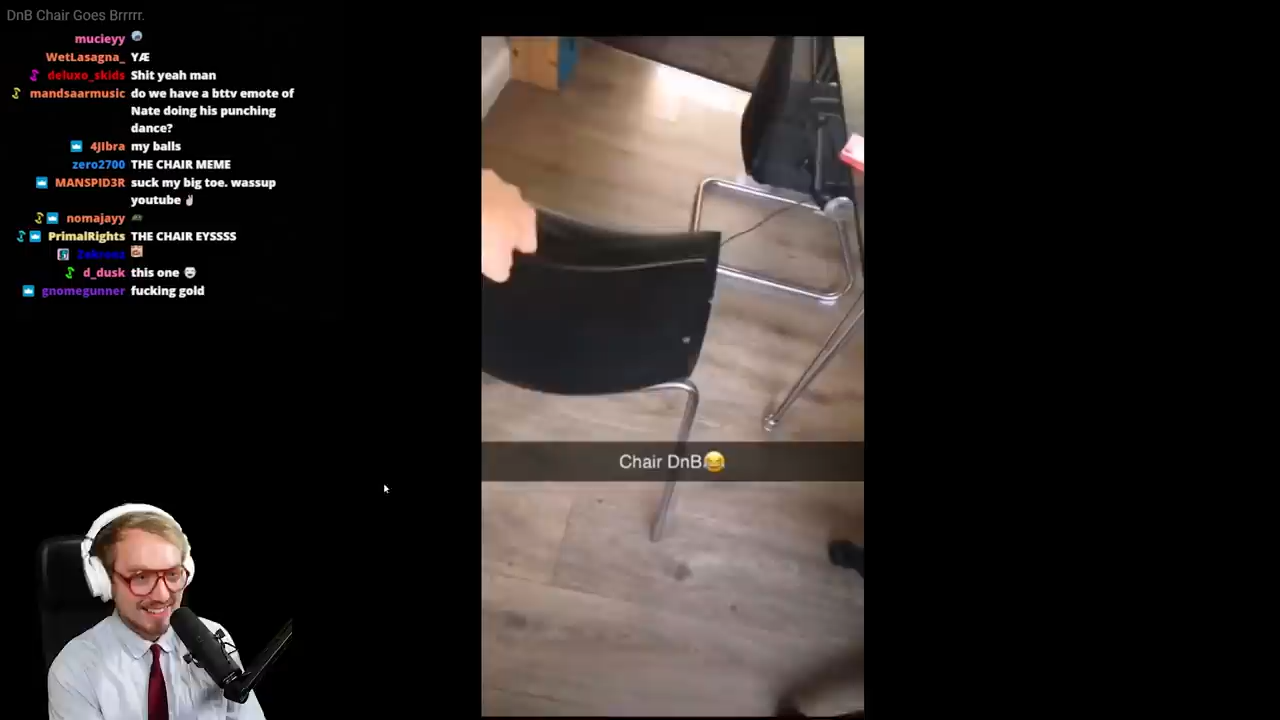 DnB Chair Goes Brrrrr.
mucieyy
WetLasagna_ YÆ
deluxo_skids Shit yeah man
mandsaarmusic do we have a bttv emote of
Nate doing his punching
dance?
4JIbra my balls
zero2700 THE CHAIR MEME
MANSPID3R suck my big toe. wassup
youtube ✌🏻
nomajayy
PrimalRights THE CHAIR EYSSSS
d_dusk this one
gnomegunner fucking gold
Chair DnB😂